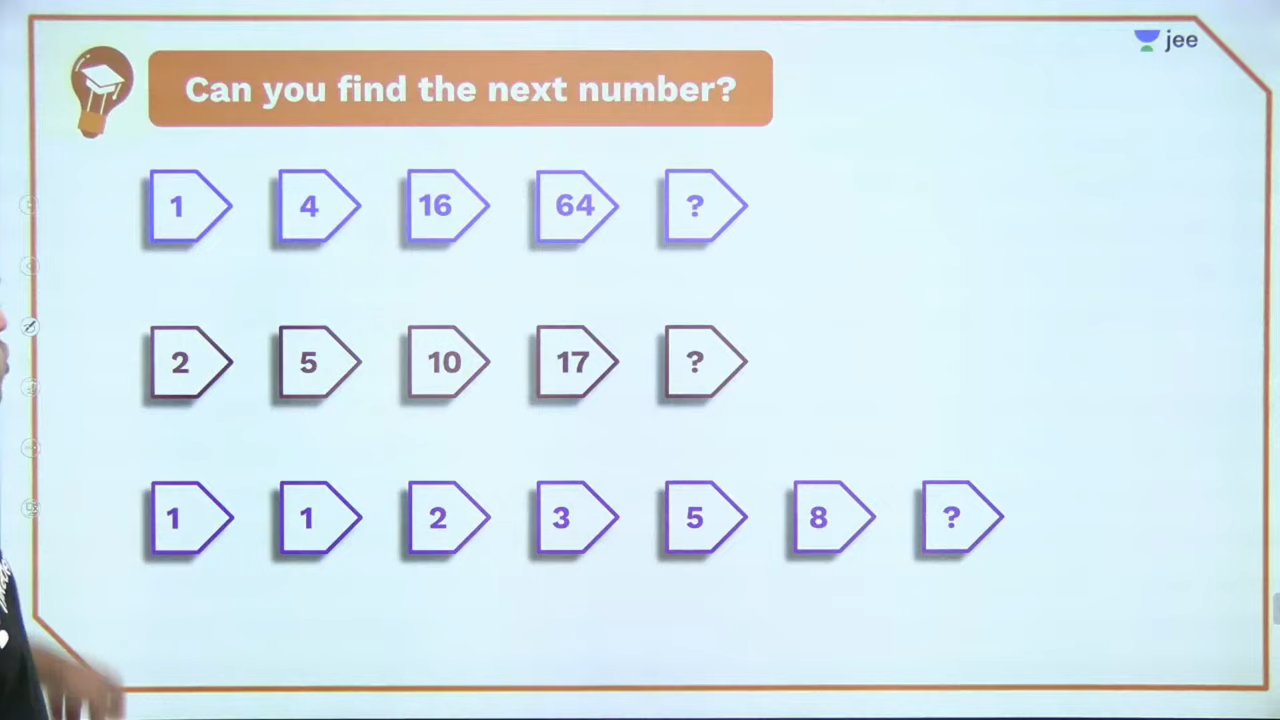 jee
Can you find the next number?
1 4 16 64 ?
2 5 10 17 ?
1 1 2 3 5 8 ?